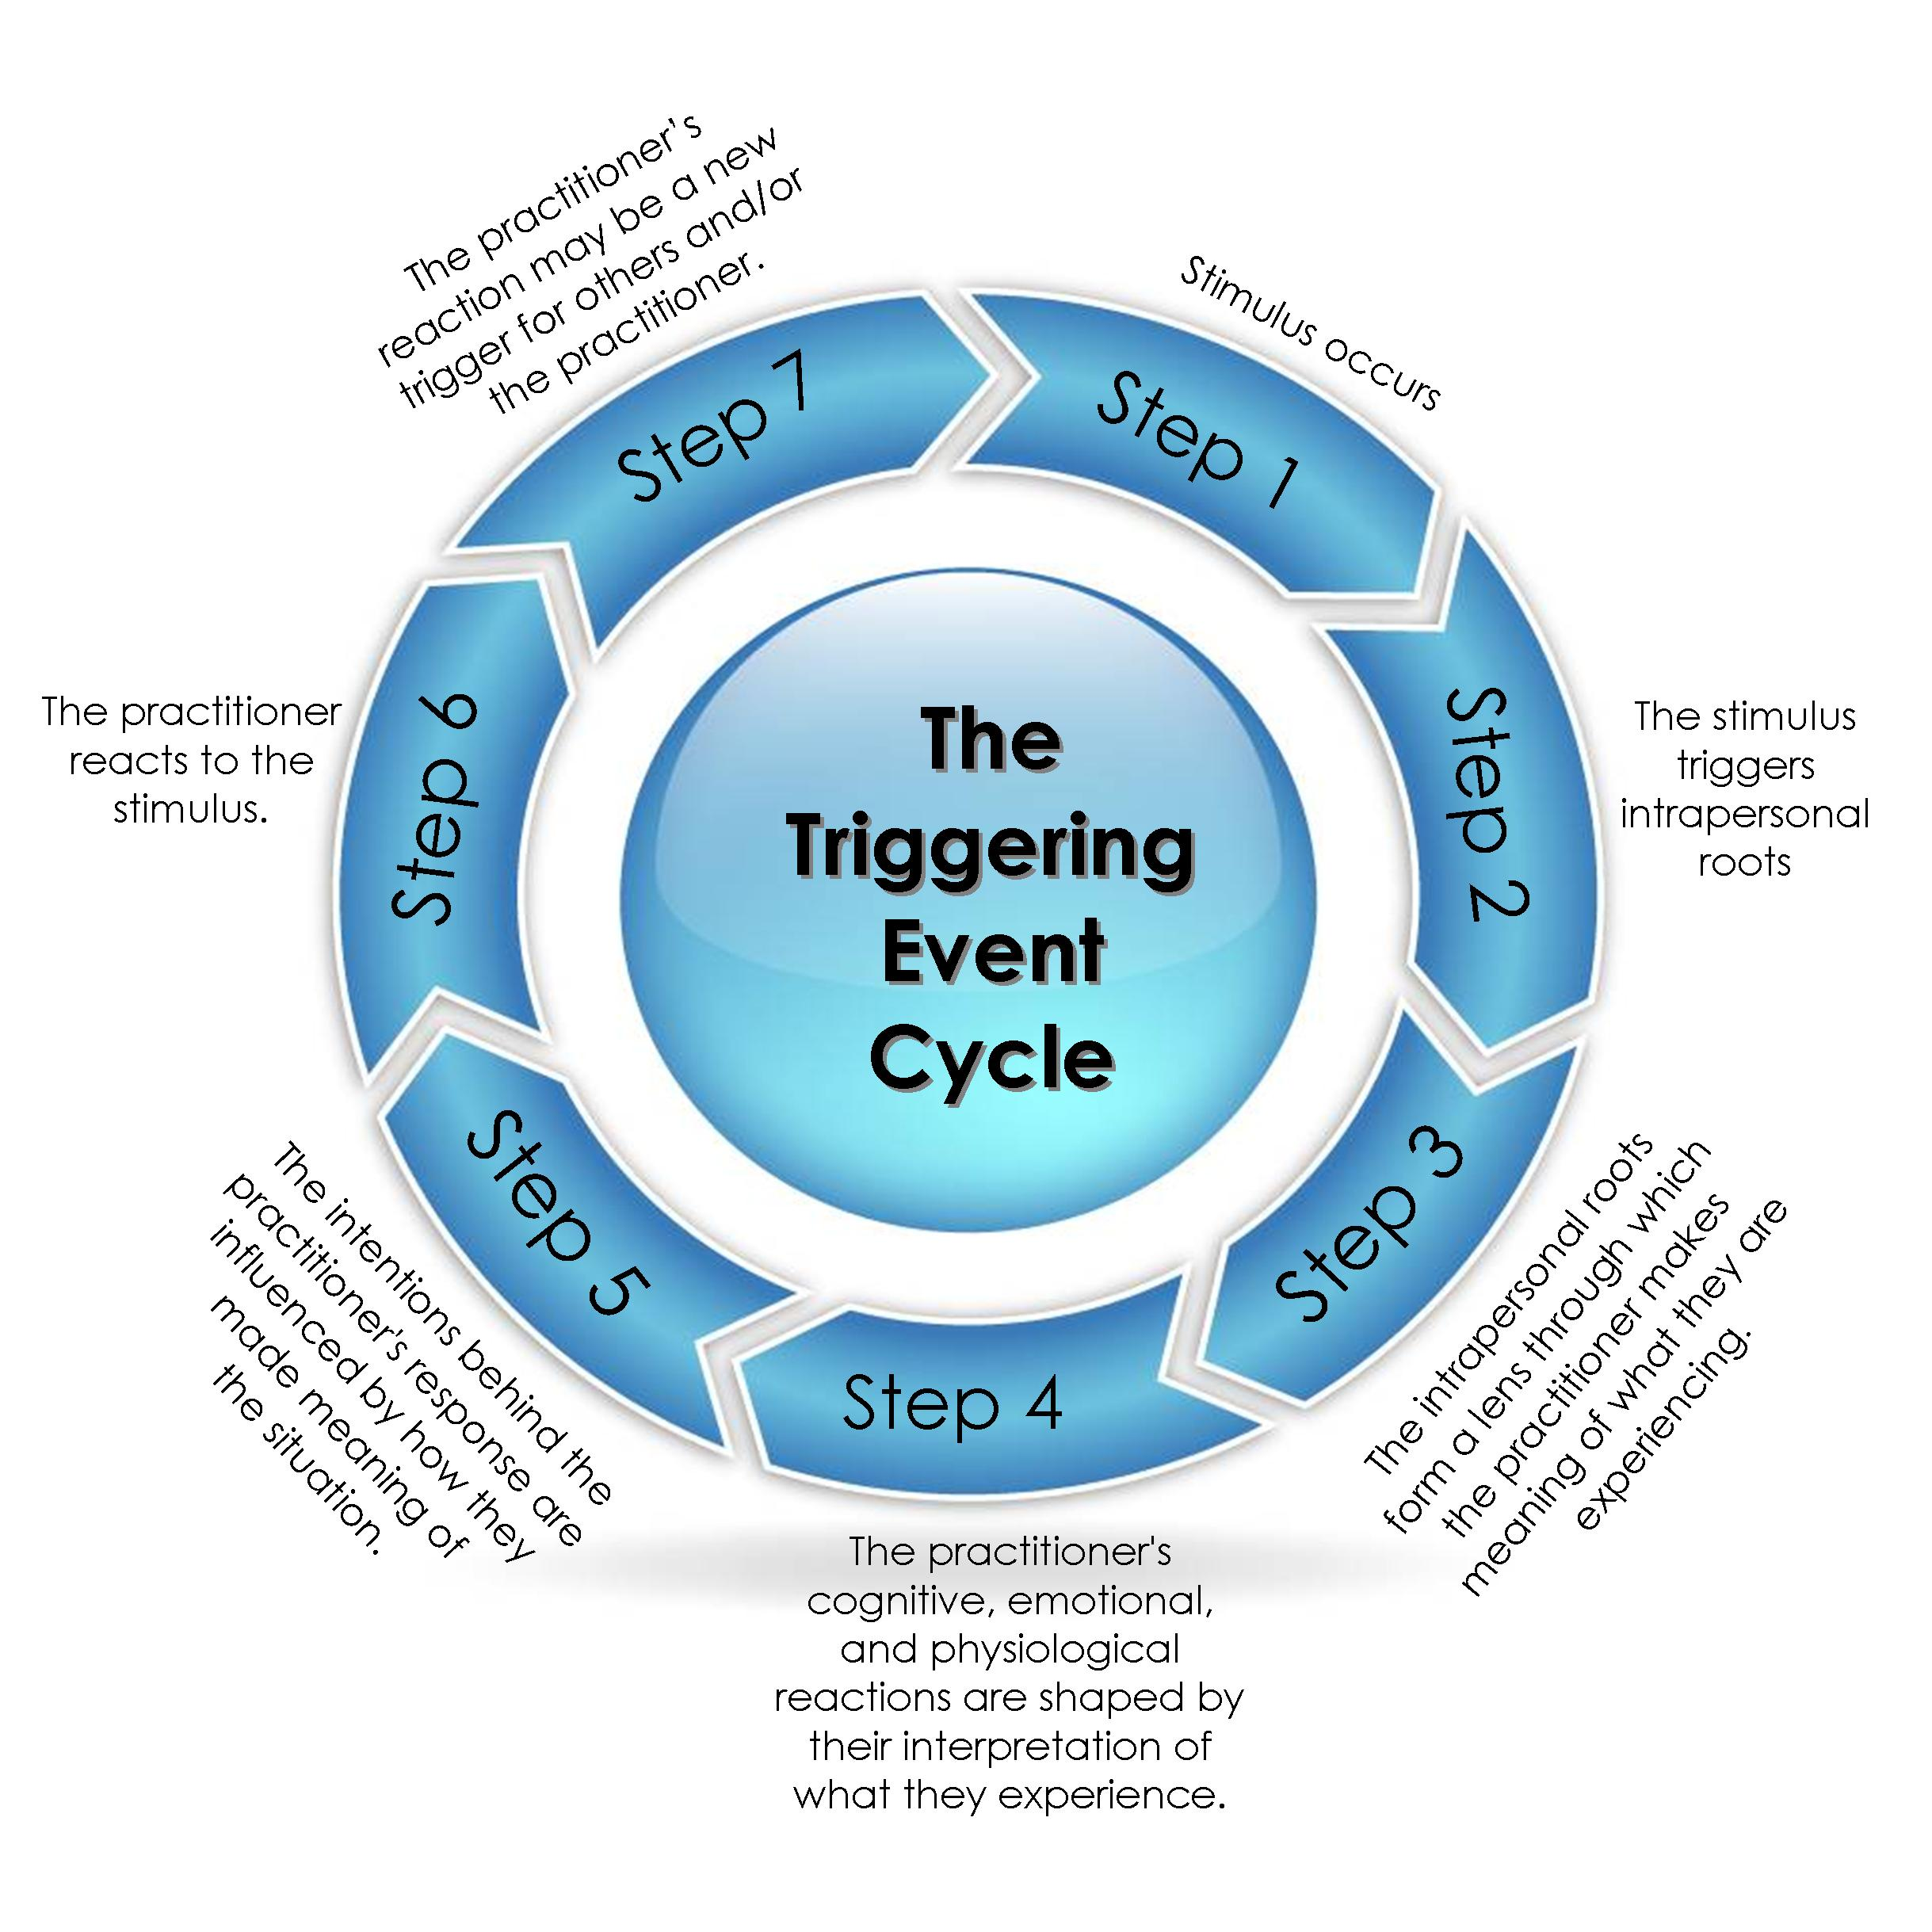 The
Triggering
Event
Cycle
Step 1
Stimulus occurs
Step 2
The stimulus
triggers
intrapersonal
roots
Step 3
The intrapersonal roots
form a lens through which
the practitioner makes
meaning of what they are
experiencing.
Step 4
The practitioner's
cognitive, emotional,
and physiological
reactions are shaped by
their interpretation of
what they experience.
Step 5
The intentions behind the
practitioner's response are
influenced by how they
made meaning of
the situation.
Step 6
The practitioner
reacts to the
stimulus.
Step 7
The practitioner's
reaction may be a new
trigger for others and/or
the practitioner.